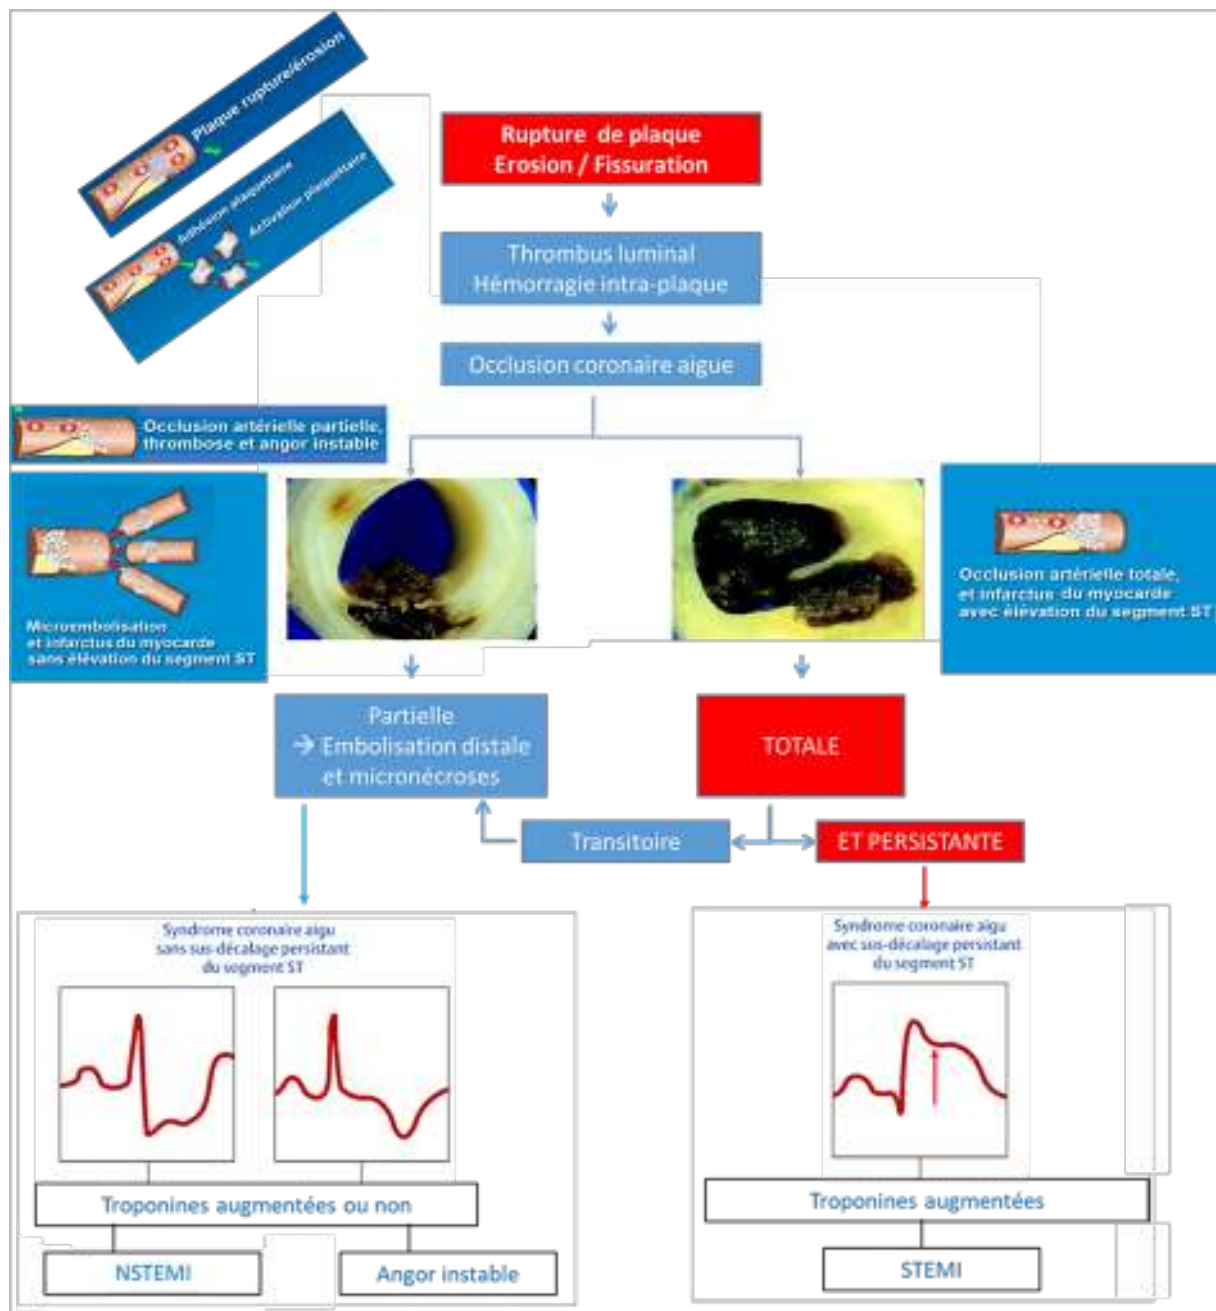 Plaque rupture/érosion
Adhésion plaquettaire
Activation plaquettaire
Rupture de plaque
Erosion / Fissuration
Thrombus luminal
Hémorragie intra-plaque
Occlusion coronaire aigue
Occlusion artérielle partielle,
thrombose et angor instable
Microembolisation
et infarctus du myocarde
sans élévation du segment ST
Occlusion artérielle totale,
et infarctus du myocarde
avec élévation du segment ST
Partielle
→ Embolisation distale
et micronécroses
TOTALE
Transitoire
ET PERSISTANTE
Syndrome coronaire aigu
sans sus-décalage persistant
du segment ST
Syndrome coronaire aigu
avec sus-décalage persistant
du segment ST
Troponines augmentées ou non
Troponines augmentées
NSTEMI
Angor instable
STEMI